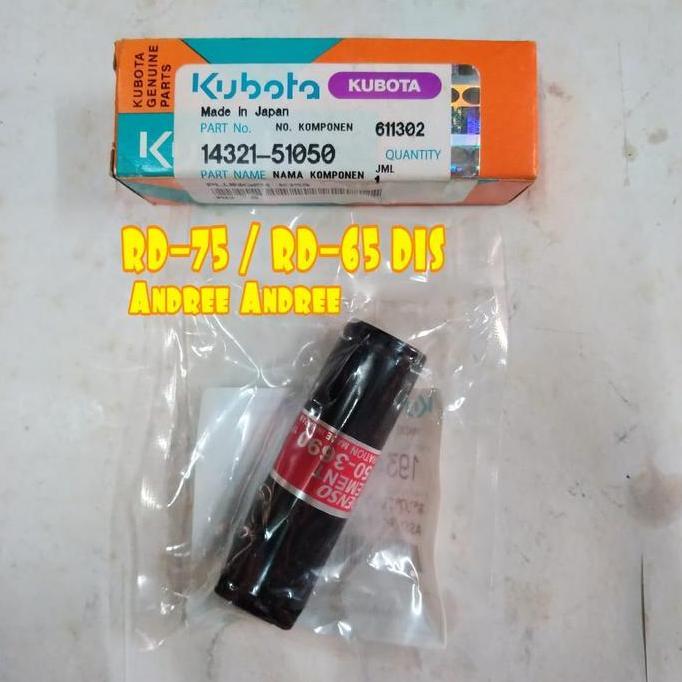 KUBOTA
GENUINE
PARTS
Kubota KUBOTA
Made in Japan
PART No. NO. KOMPONEN 611302
14321-51050 QUANTITY
PART NAME NAMA KOMPONEN JML
1
RD-75 / RD-65 DIS
ANDREE ANDREE